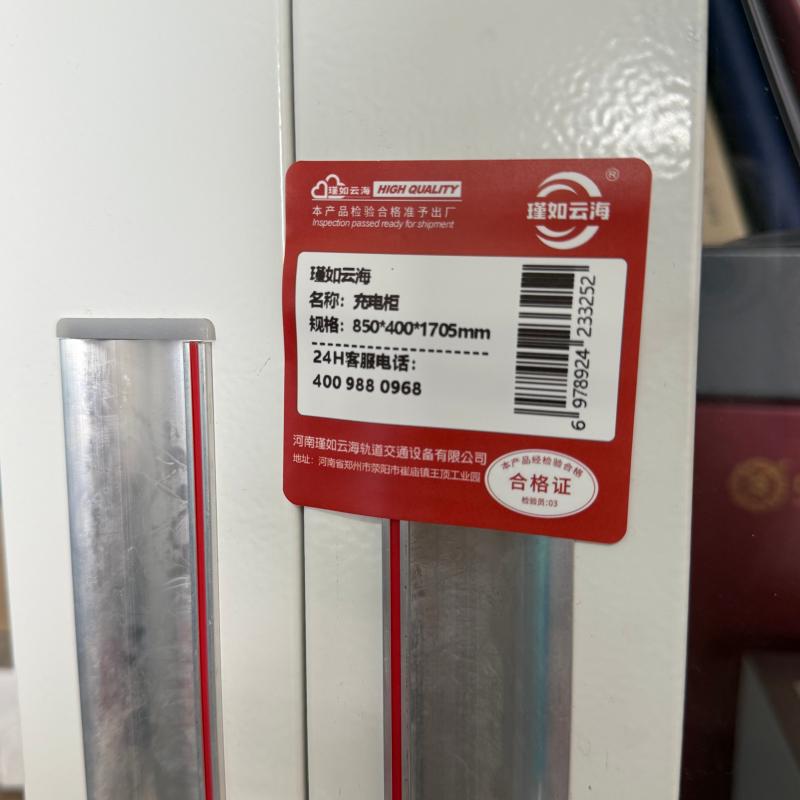 瑾如云海 HIGH QUALITY
本产品检验合格准予出厂
Inspection passed ready for shipment
瑾如云海 ®
瑾如云海
名称：充电柜
规格：850*400*1705mm
24H客服电话：
400 988 0968
6 978924 233252
河南瑾如云海轨道交通设备有限公司
地址：河南省郑州市荥阳市崔庙镇王顶工业园
本产品经检验合格
合格证
检验员:03